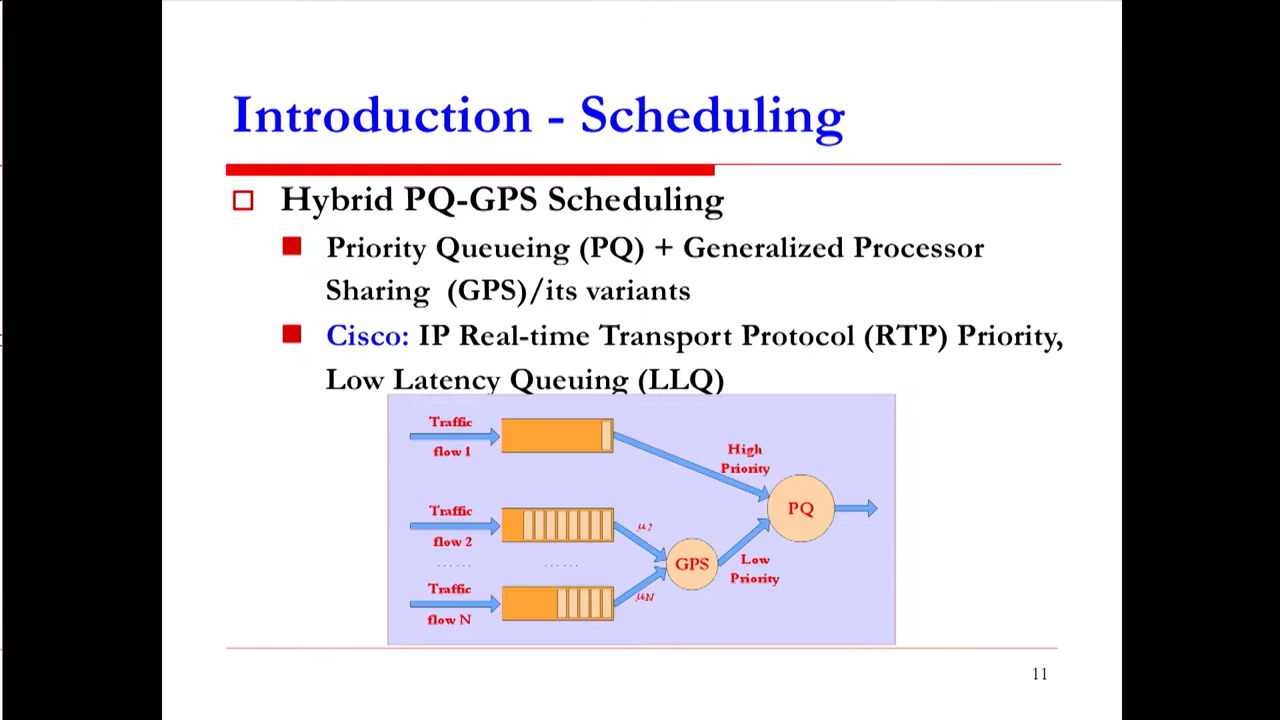 Introduction - Scheduling
Hybrid PQ-GPS Scheduling
Priority Queueing (PQ) + Generalized Processor
Sharing (GPS)/its variants
Cisco: IP Real-time Transport Protocol (RTP) Priority,
Low Latency Queuing (LLQ)
Traffic
flow 1
High
Priority
Traffic
flow 2
μ2
PQ
......
......
GPS
Low
Priority
Traffic
flow N
μN
11